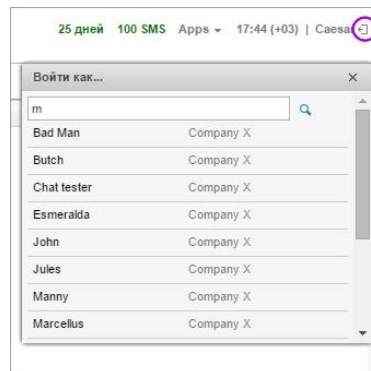 25 дней 100 SMS Apps 17:44 (+03) | Caesar
Войти как...
m
Bad Man Company X
Butch Company X
Chat tester Company X
Esmeralda Company X
John Company X
Jules Company X
Manny Company X
Marcellus Company X